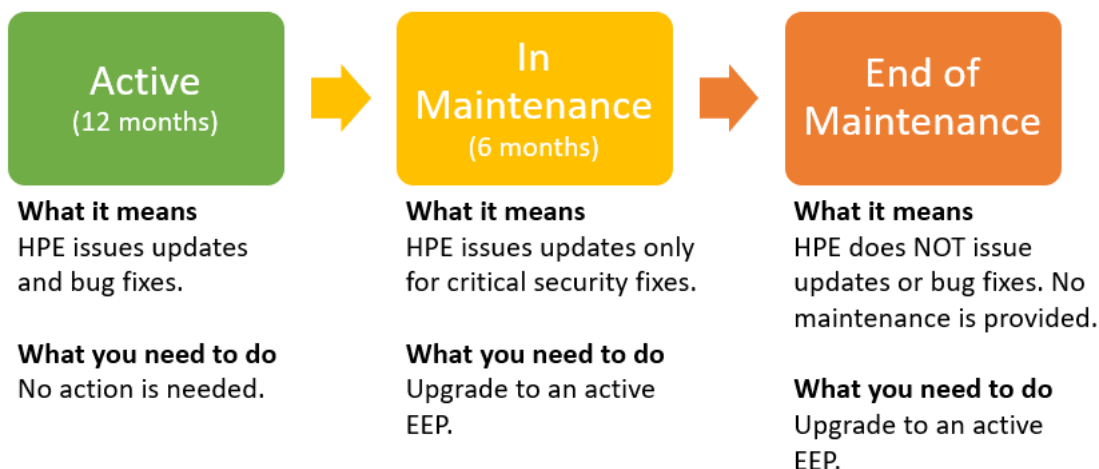 Active
(12 months)
What it means
HPE issues updates
and bug fixes.
What you need to do
No action is needed.
In
Maintenance
(6 months)
What it means
HPE issues updates only
for critical security fixes.
What you need to do
Upgrade to an active
EEP.
End of
Maintenance
What it means
HPE does NOT issue
updates or bug fixes. No
maintenance is provided.
What you need to do
Upgrade to an active
EEP.